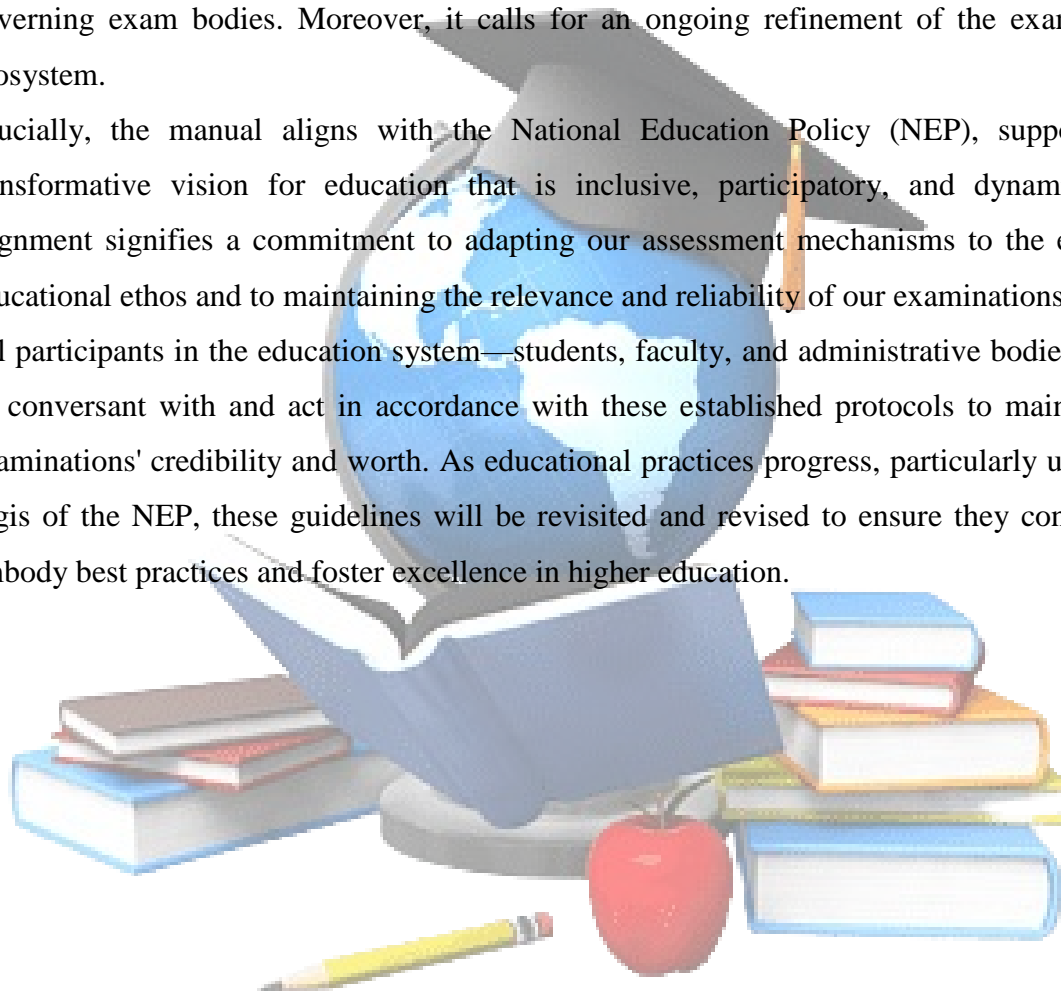 verning exam bodies. Moreover, it calls for an ongoing refinement of the exam
osystem.
ucially, the manual aligns with the National Education Policy (NEP), suppo
ansformative vision for education that is inclusive, participatory, and dynami
gnment signifies a commitment to adapting our assessment mechanisms to the e
ucational ethos and to maintaining the relevance and reliability of our examinations
l participants in the education system—students, faculty, and administrative bodie
conversant with and act in accordance with these established protocols to main
aminations' credibility and worth. As educational practices progress, particularly u
gis of the NEP, these guidelines will be revisited and revised to ensure they con
body best practices and foster excellence in higher education.